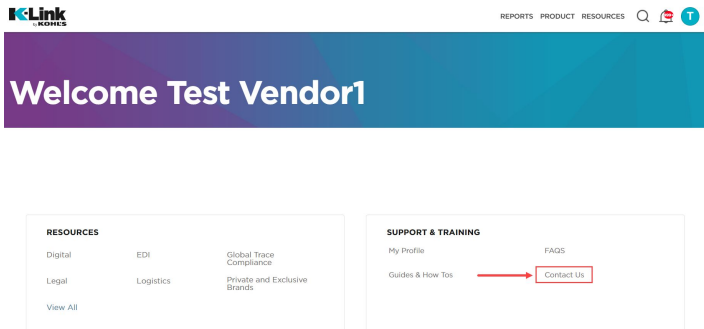 K-Link
by KOHL'S
REPORTS PRODUCT RESOURCES
T
Welcome Test Vendor1
RESOURCES
Digital EDI Global Trace Compliance
Legal Logistics Private and Exclusive Brands
View All
SUPPORT & TRAINING
My Profile FAQS
Guides & How Tos Contact Us